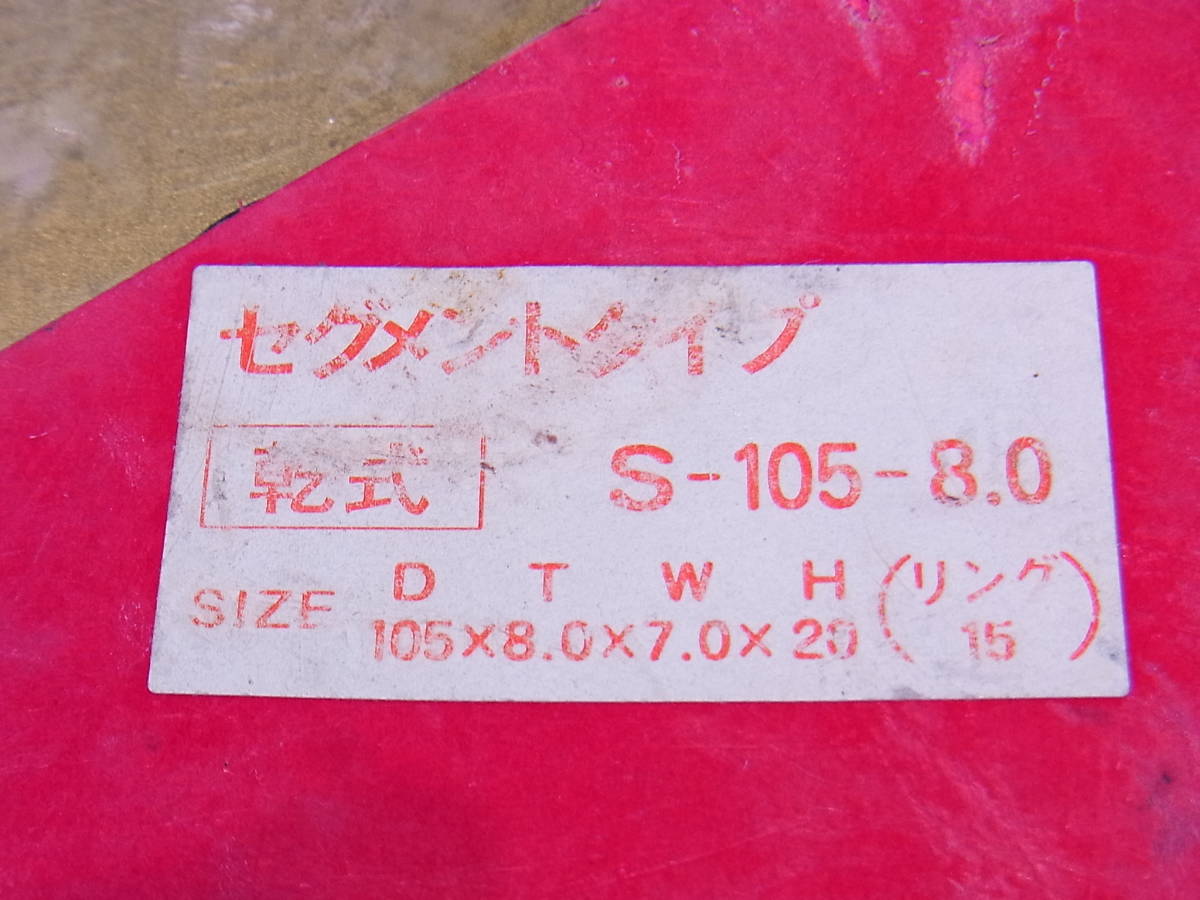 セグメントタイプ
乾式 S-105-8.0
SIZE D T W H (リング
105×8.0×7.0×20 15)